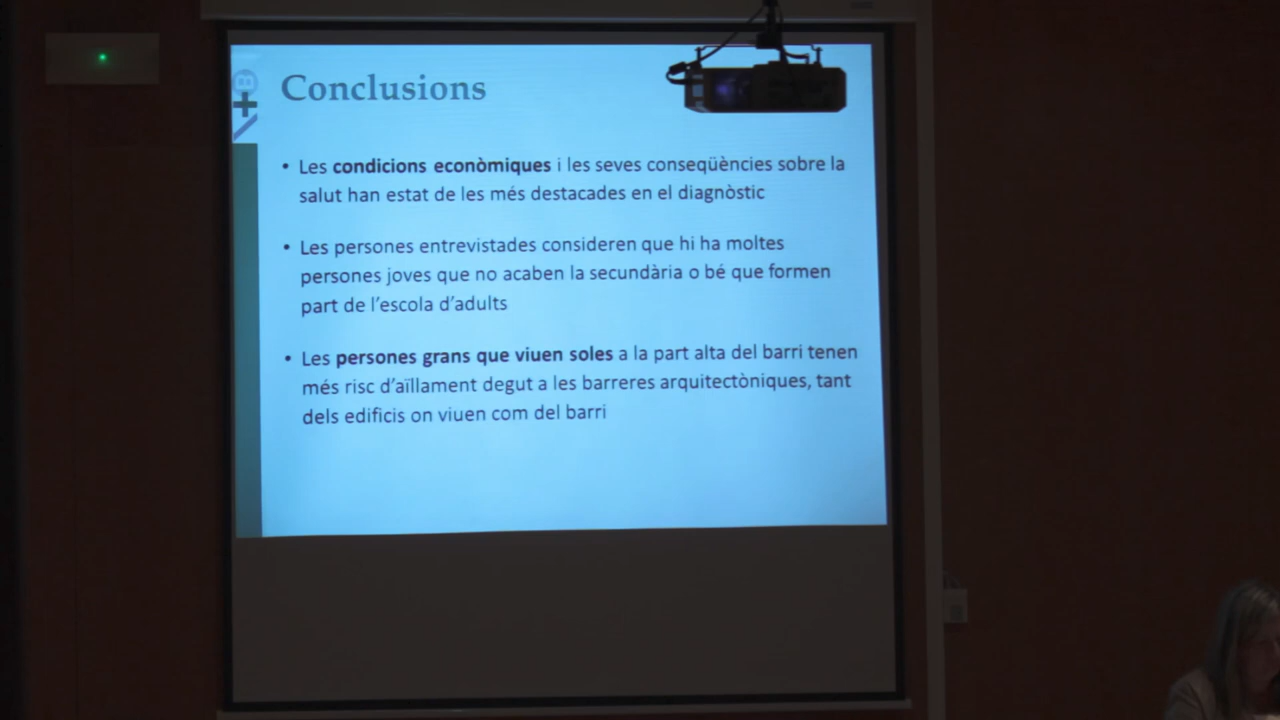 Conclusions
• Les condicions econòmiques i les seves conseqüències sobre la
salut han estat de les més destacades en el diagnòstic
• Les persones entrevistades consideren que hi ha moltes
persones joves que no acaben la secundària o bé que formen
part de l'escola d'adults
• Les persones grans que viuen soles a la part alta del barri tenen
més risc d'aïllament degut a les barreres arquitectòniques, tant
dels edificis on viuen com del barri